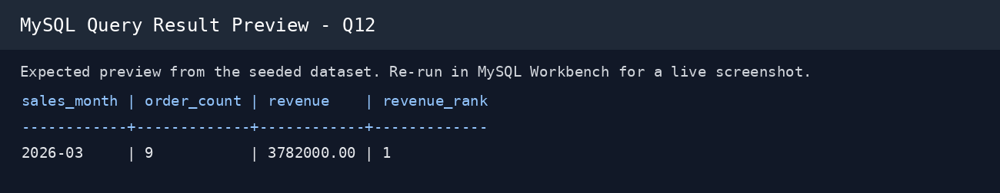 MySQL Query Result Preview - Q12
Expected preview from the seeded dataset. Re-run in MySQL Workbench for a live screenshot.
sales_month | order_count | revenue    | revenue_rank
------------+-------------+------------+-------------
2026-03     | 9           | 3782000.00 | 1